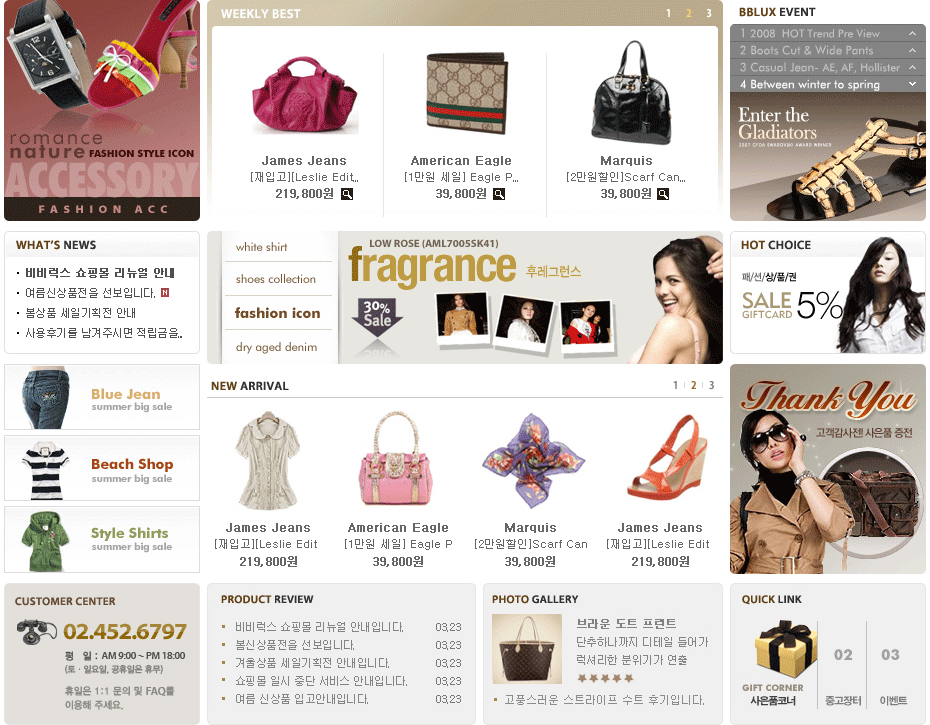 romance
nature FASHION STYLE ICON
ACCESSORY
FASHION ACC
WEEKLY BEST
1 2 3
James Jeans
[재입고][Leslie Edit...
219,800원
American Eagle
[1만원 세일] Eagle P...
39,800원
Marquis
[2만원할인]Scarf Can...
39,800원
BBLUX EVENT
1 2008 HOT Trend Pre View
2 Boots Cut & Wide Pants
3 Casual Jean- AE, AF, Hollister
4 Between winter to spring
Enter the
Gladiators
2007 CFDA SWAROVSKI AWARD WINNER
WHAT'S NEWS
비비럭스 쇼핑몰 리뉴얼 안내
여름신상품전을 선보입니다. N
봄상품 세일기획전 안내
사용후기를 남겨주시면 적립금을..
white shirt
shoes collection
fashion icon
dry aged denim
LOW ROSE (AML7005SK41)
fragrance 후레그런스
30%
Sale
HOT CHOICE
패/션/상/품/권
SALE 5%
GIFTCARD
Blue Jean
summer big sale
Beach Shop
summer big sale
Style Shirts
summer big sale
NEW ARRIVAL
1 2 3
James Jeans
[재입고][Leslie Edit
219,800원
American Eagle
[1만원 세일] Eagle P
39,800원
Marquis
[2만원할인]Scarf Can
39,800원
James Jeans
[재입고][Leslie Edit
219,800원
Thank You
고객감사젠! 사은품 증전
CUSTOMER CENTER
02.452.6797
평 일 : AM 9:00 ~ PM 18:00
(토·일요일, 공휴일은 휴무)
휴일은 1:1 문의 및 FAQ를
이용해 주세요.
PRODUCT REVIEW
비비럭스 쇼핑몰 리뉴얼 안내입니다. 03,23
봄신상품전을 선보입니다. 03,23
겨울상품 세일기획전 안내입니다. 03,23
쇼핑몰 일시 중단 서비스 안내입니다. 03,23
여름 신상품 입고안내입니다. 03,23
PHOTO GALLERY
브라운 도트 프린트
단추하나까지 디테일 들어가
럭셔리한 분위기가 연출
★★★★★
고풍스러운 스트라이프 수트 후기입니다.
QUICK LINK
GIFT CORNER
사은품코너
02
중고장터
03
이벤트